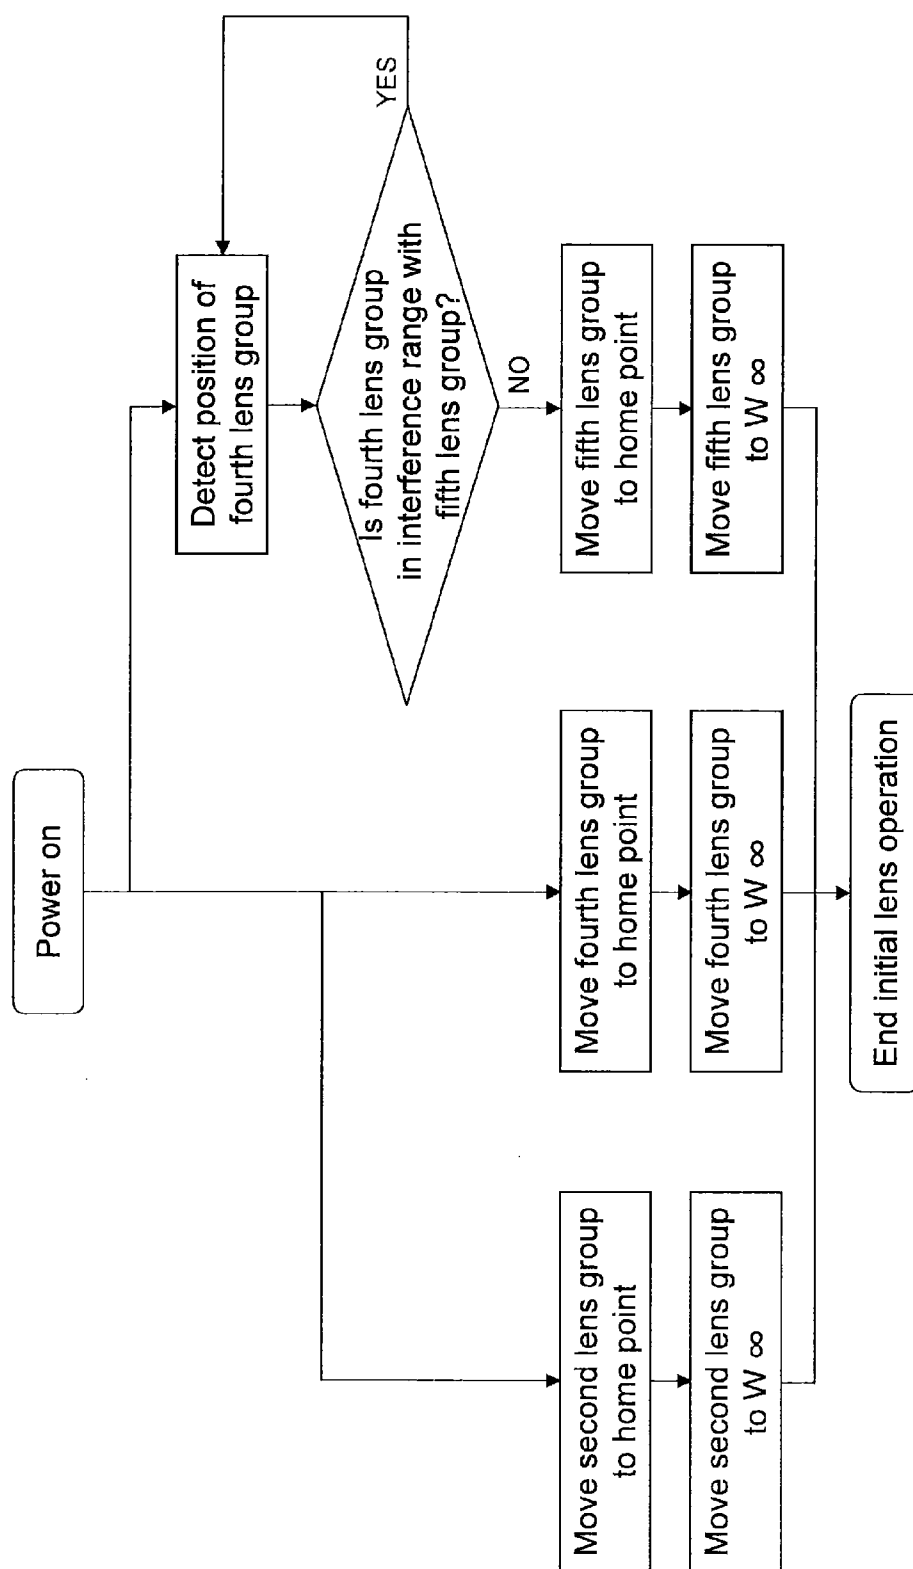 Power on
Detect position of
fourth lens group
Is fourth lens group
in interference range with
fifth lens group?
YES
NO
Move second lens group
to home point
Move fourth lens group
to home point
Move fifth lens group
to home point
Move second lens group
to W ∞
Move fourth lens group
to W ∞
Move fifth lens group
to W ∞
End initial lens operation